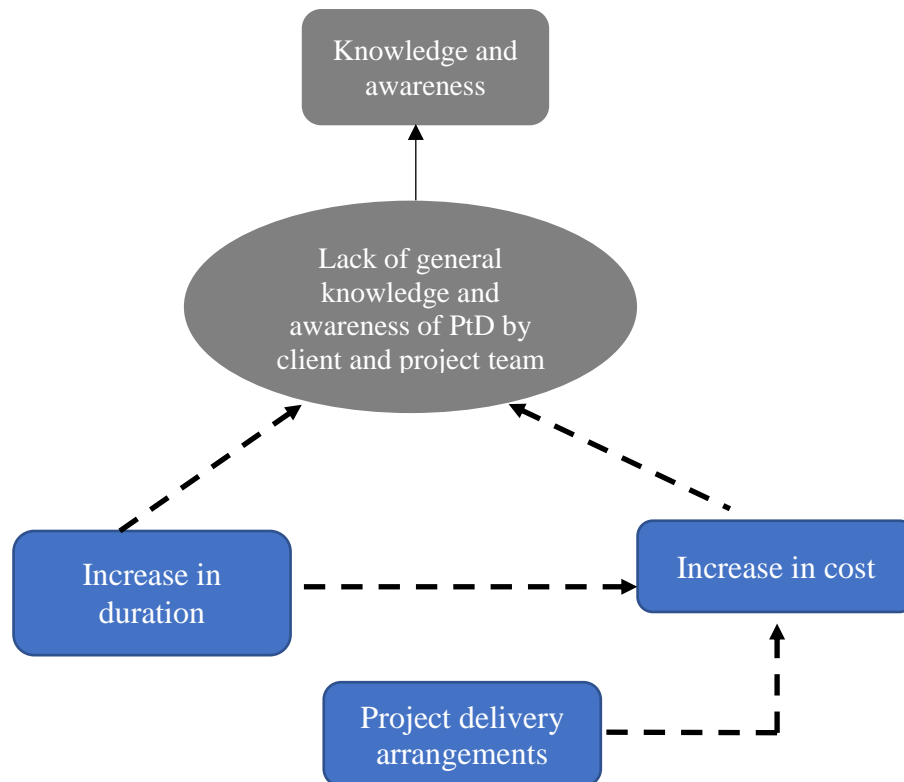 Knowledge and
awareness
Lack of general
knowledge and
awareness of PtD by
client and project team
Increase in
duration
Increase in cost
Project delivery
arrangements